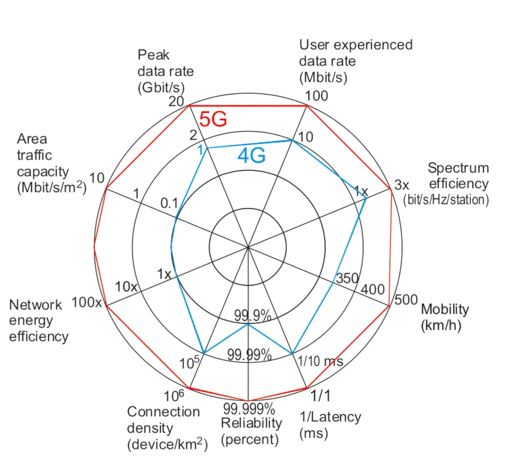 Peak
data rate
(Gbit/s)
User experienced
data rate
(Mbit/s)
20
100
5G
2
1
10
4G
Area
traffic
capacity
(Mbit/s/m²)
10
1
0.1
1x
3x
Spectrum
efficiency
(bit/s/Hz/station)
Network
energy
efficiency
100x
10x
1x
350
400
500
Mobility
(km/h)
99.9%
99.99%
99.999%
10⁵
10⁶
1/10 ms
1/1
Connection
density
(device/km²)
Reliability
(percent)
1/Latency
(ms)